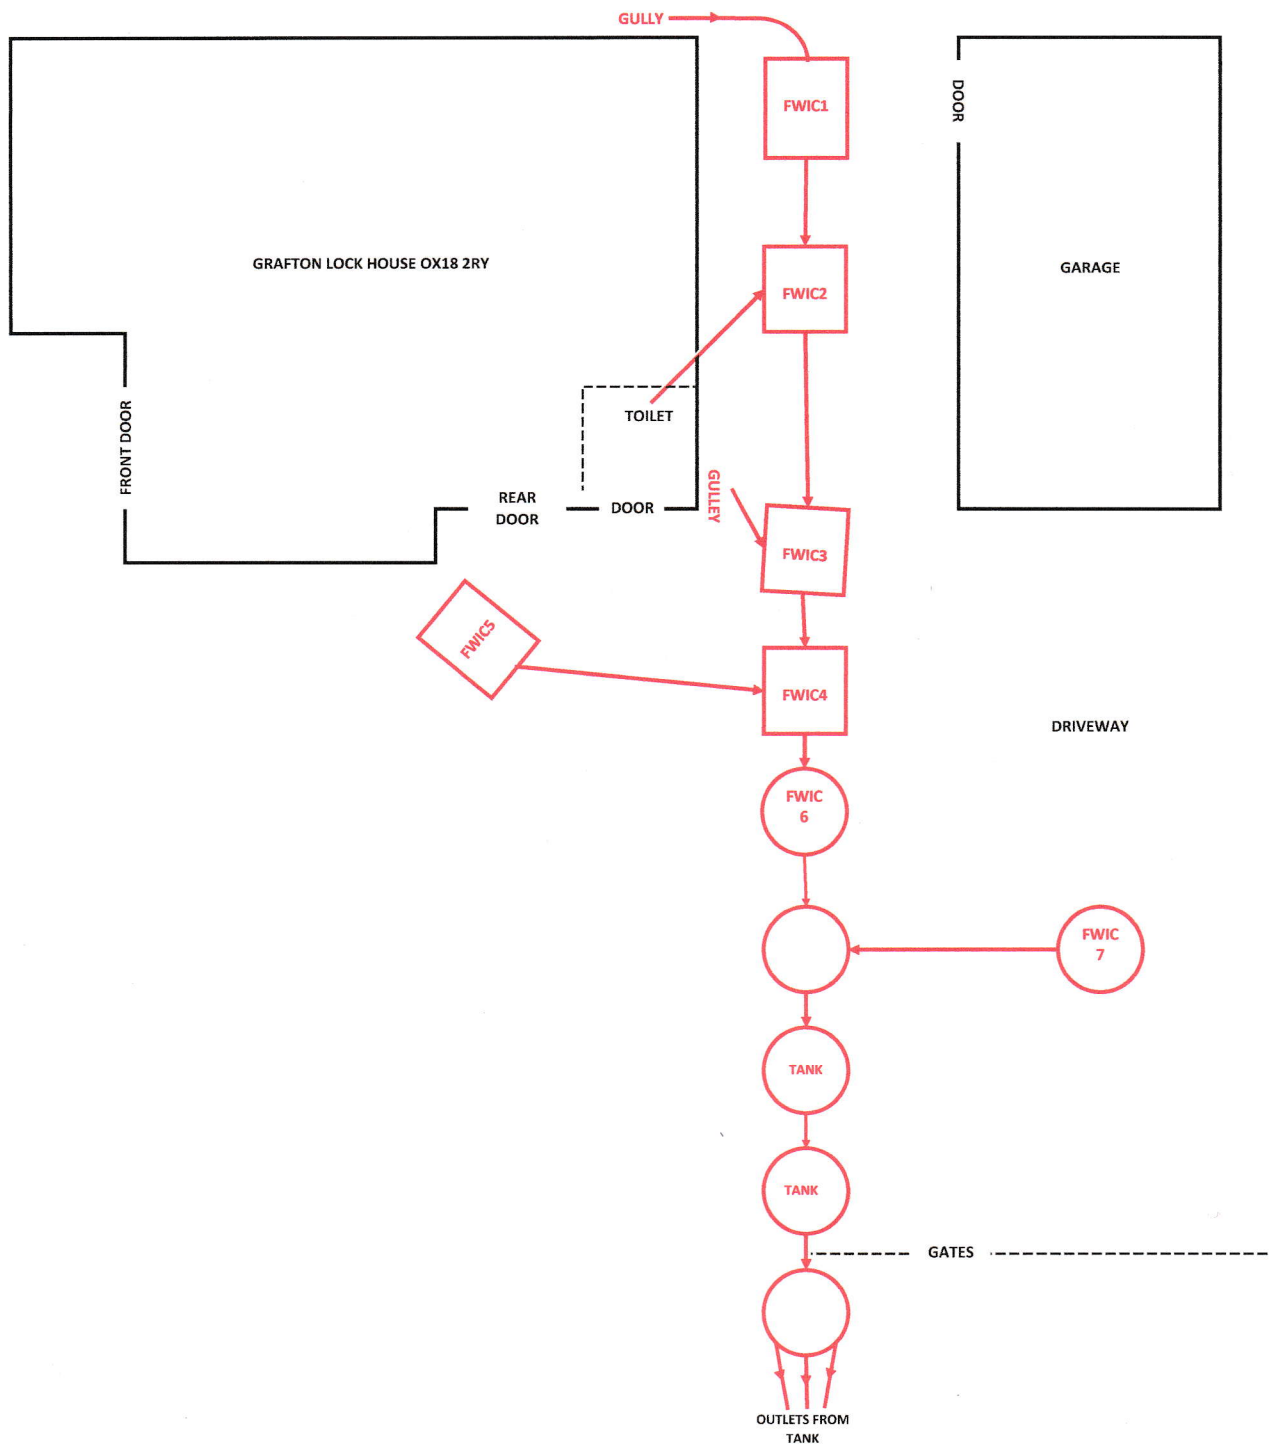 GULLY
FWIC1
DOOR
GRAFTON LOCK HOUSE OX18 2RY
FWIC2
GARAGE
TOILET
FRONT DOOR
GULLEY
REAR
DOOR
DOOR
FWIC3
FWIC5
FWIC4
DRIVEWAY
FWIC
6
FWIC
7
TANK
TANK
GATES
OUTLETS FROM
TANK